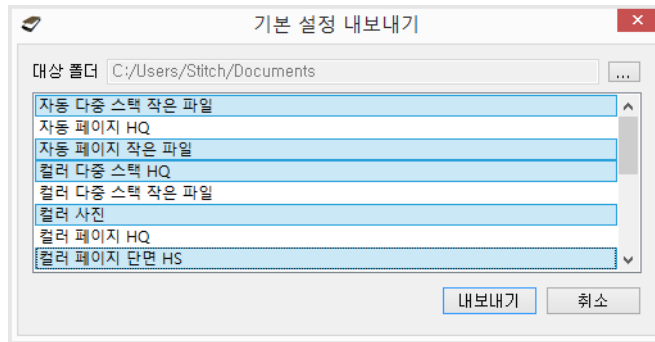 기본 설정 내보내기
대상 폴더 C:/Users/Stitch/Documents ...
자동 다중 스택 작은 파일
자동 페이지 HQ
자동 페이지 작은 파일
컬러 다중 스택 HQ
컬러 다중 스택 작은 파일
컬러 사진
컬러 페이지 HQ
컬러 페이지 단면 HS
내보내기 취소